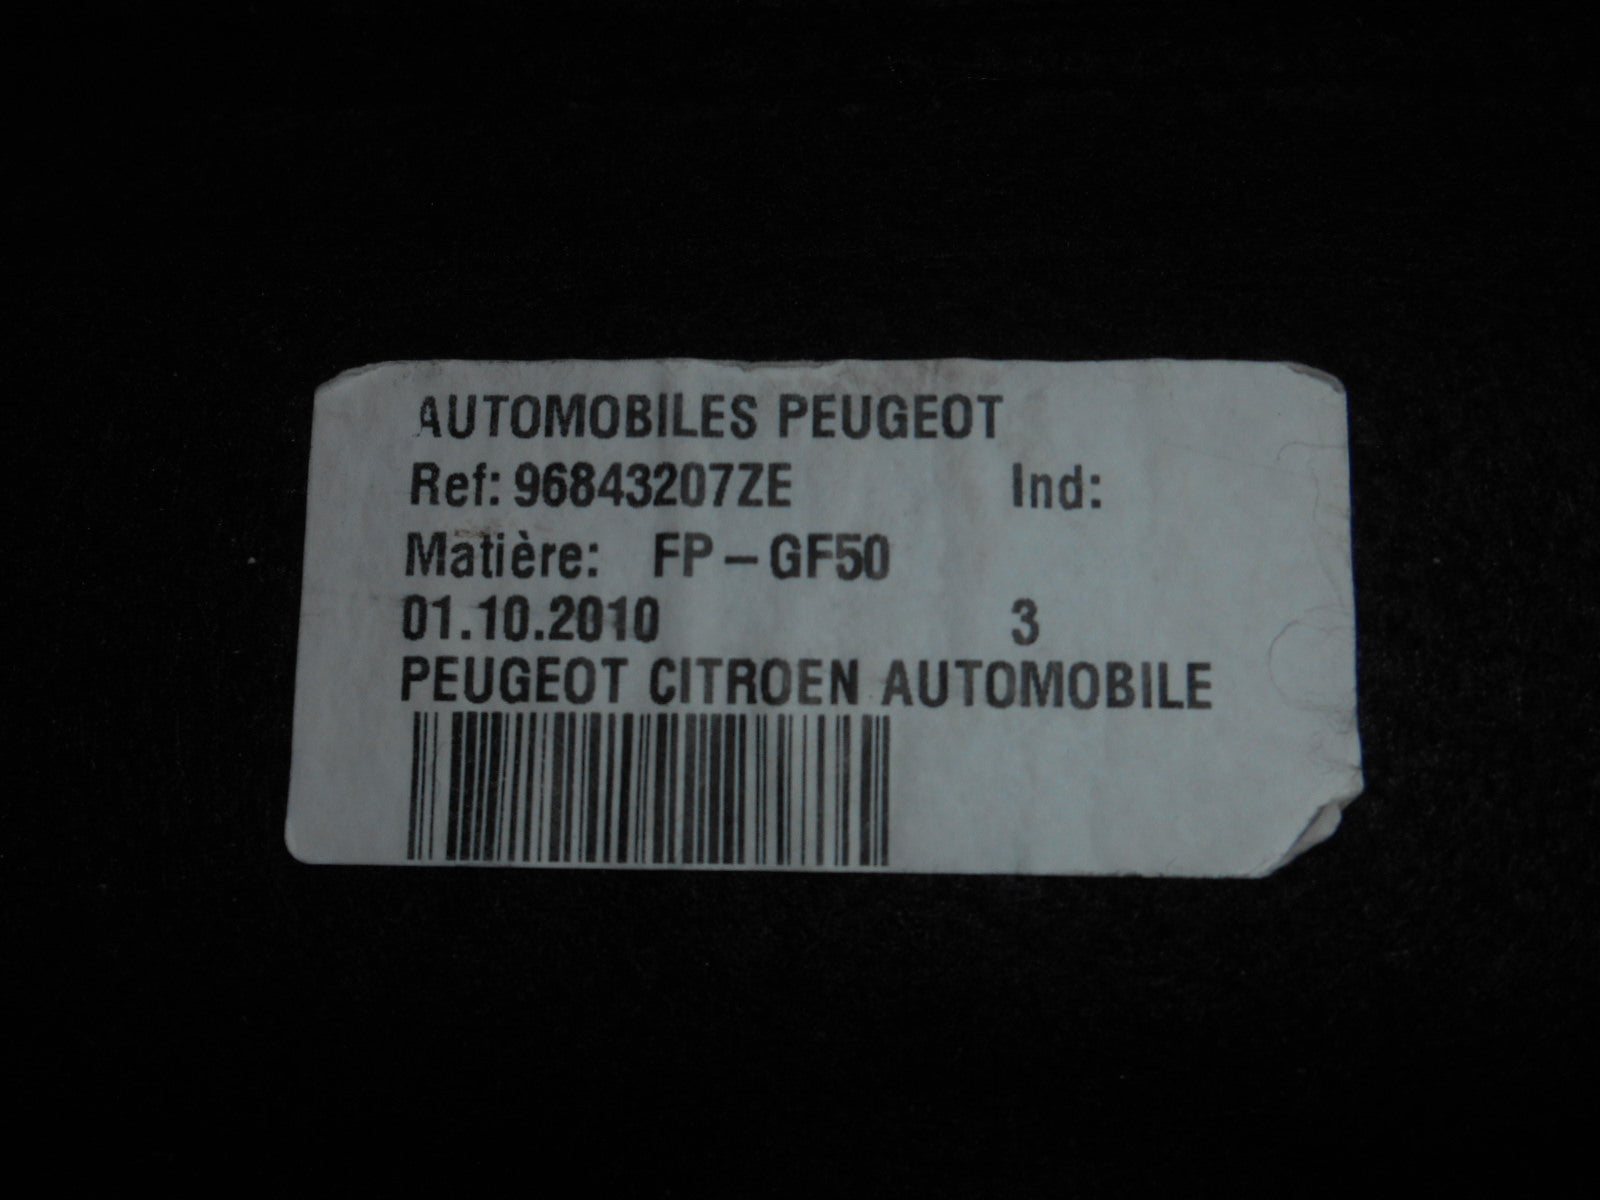 AUTOMOBILES PEUGEOT
Ref: 96843207ZE Ind:
Matière: FP-GF50
01.10.2010 3
PEUGEOT CITROEN AUTOMOBILE